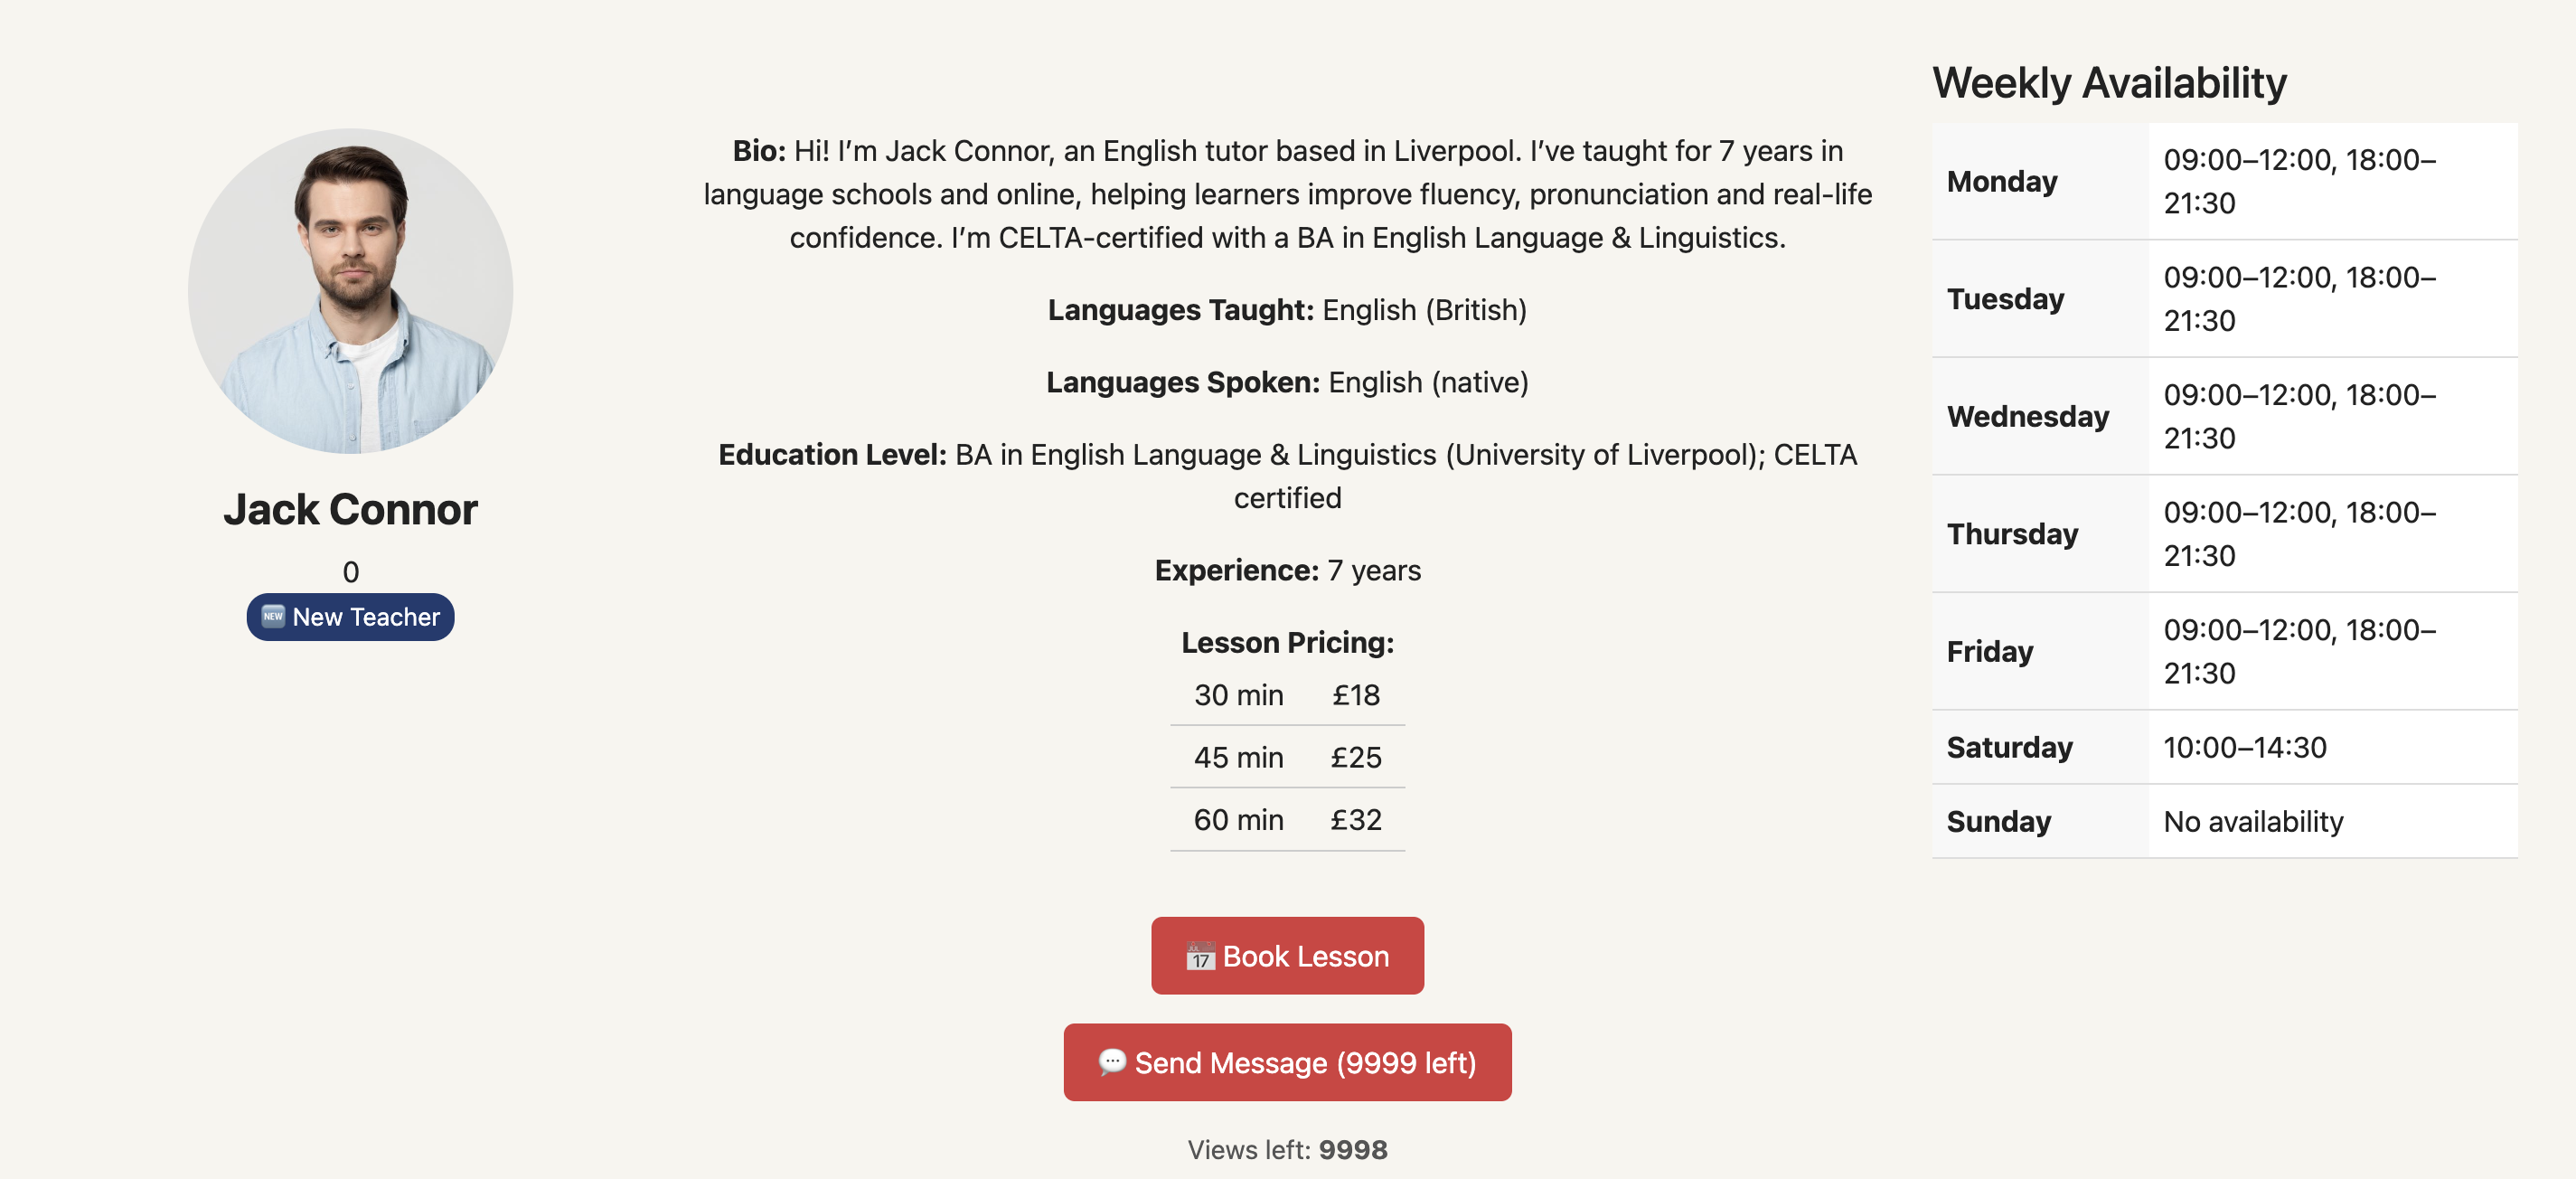 Jack Connor
0
🆕 New Teacher
Bio: Hi! I’m Jack Connor, an English tutor based in Liverpool. I’ve taught for 7 years in
language schools and online, helping learners improve fluency, pronunciation and real-life
confidence. I’m CELTA-certified with a BA in English Language & Linguistics.
Languages Taught: English (British)
Languages Spoken: English (native)
Education Level: BA in English Language & Linguistics (University of Liverpool); CELTA
certified
Experience: 7 years
Lesson Pricing:
30 min £18
45 min £25
60 min £32
📅 Book Lesson
💬 Send Message (9999 left)
Views left: 9998
Weekly Availability
Monday 09:00–12:00, 18:00–
21:30
Tuesday 09:00–12:00, 18:00–
21:30
Wednesday 09:00–12:00, 18:00–
21:30
Thursday 09:00–12:00, 18:00–
21:30
Friday 09:00–12:00, 18:00–
21:30
Saturday 10:00–14:30
Sunday No availability